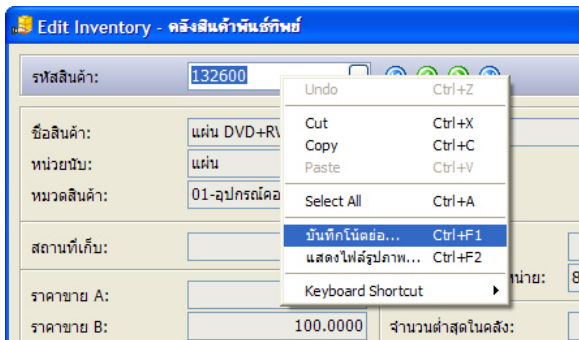 Edit Inventory - คลังสินค้าพันธ์ทิพย์
รหัสสินค้า: 132600
Undo Ctrl+Z
Cut Ctrl+X
Copy Ctrl+C
Paste Ctrl+V
Select All Ctrl+A
บันทึกโน้ตย่อ... Ctrl+F1
แสดงไฟล์รูปภาพ... Ctrl+F2
Keyboard Shortcut
ชื่อสินค้า: แผ่น DVD+RW
หน่วยนับ: แผ่น
หมวดสินค้า: 01-อุปกรณ์คอ
สถานที่เก็บ:
หน่าย: 8
ราคาขาย A:
ราคาขาย B: 100.0000 จำนวนต่ำสุดในคลัง: